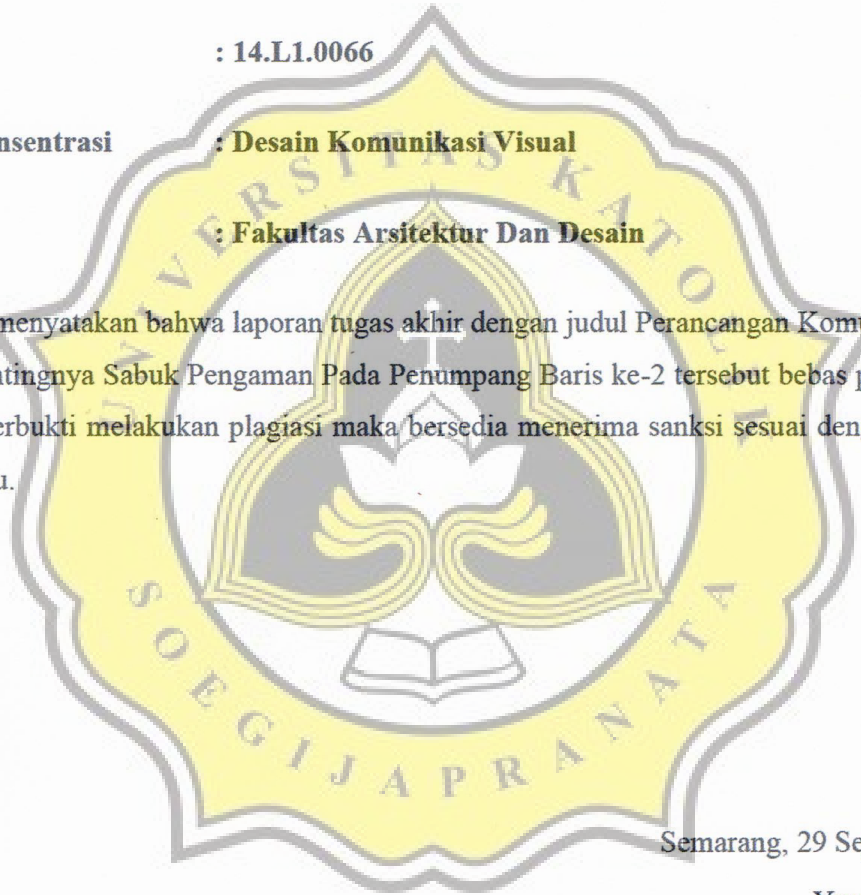 : 14.L1.0066
nsentrasi : Desain Komunikasi Visual
: Fakultas Arsitektur Dan Desain
menyatakan bahwa laporan tugas akhir dengan judul Perancangan Komu
tingnya Sabuk Pengaman Pada Penumpang Baris ke-2 tersebut bebas p
erbukti melakukan plagiasi maka bersedia menerima sanksi sesuai den
u.
UNIVERSITAS KATOLIK
SOEGIJAPRANATA
Semarang, 29 Se